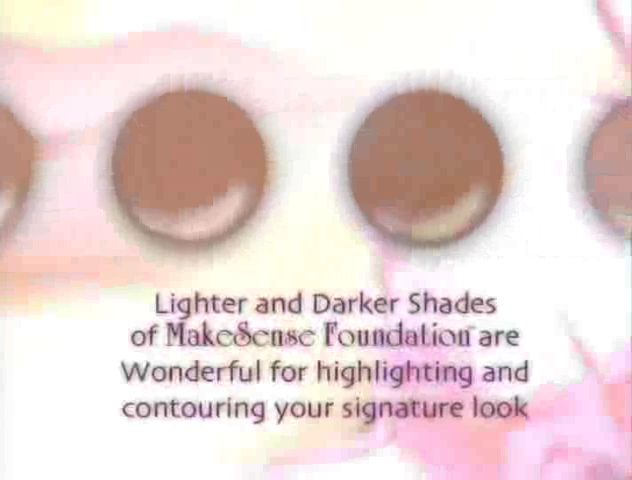 Lighter and Darker Shades
of MakeSense Foundation are
Wonderful for highlighting and
contouring your signature look